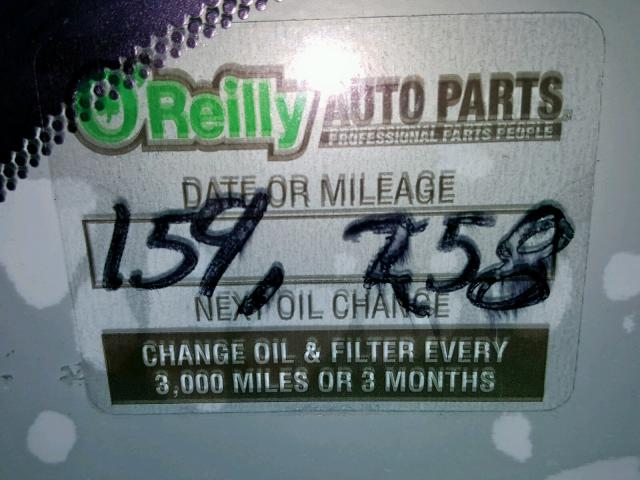 O'Reilly AUTO PARTS
PROFESSIONAL PARTS PEOPLE
DATE OR MILEAGE
159, 258
NEXT OIL CHANGE
CHANGE OIL & FILTER EVERY
3,000 MILES OR 3 MONTHS